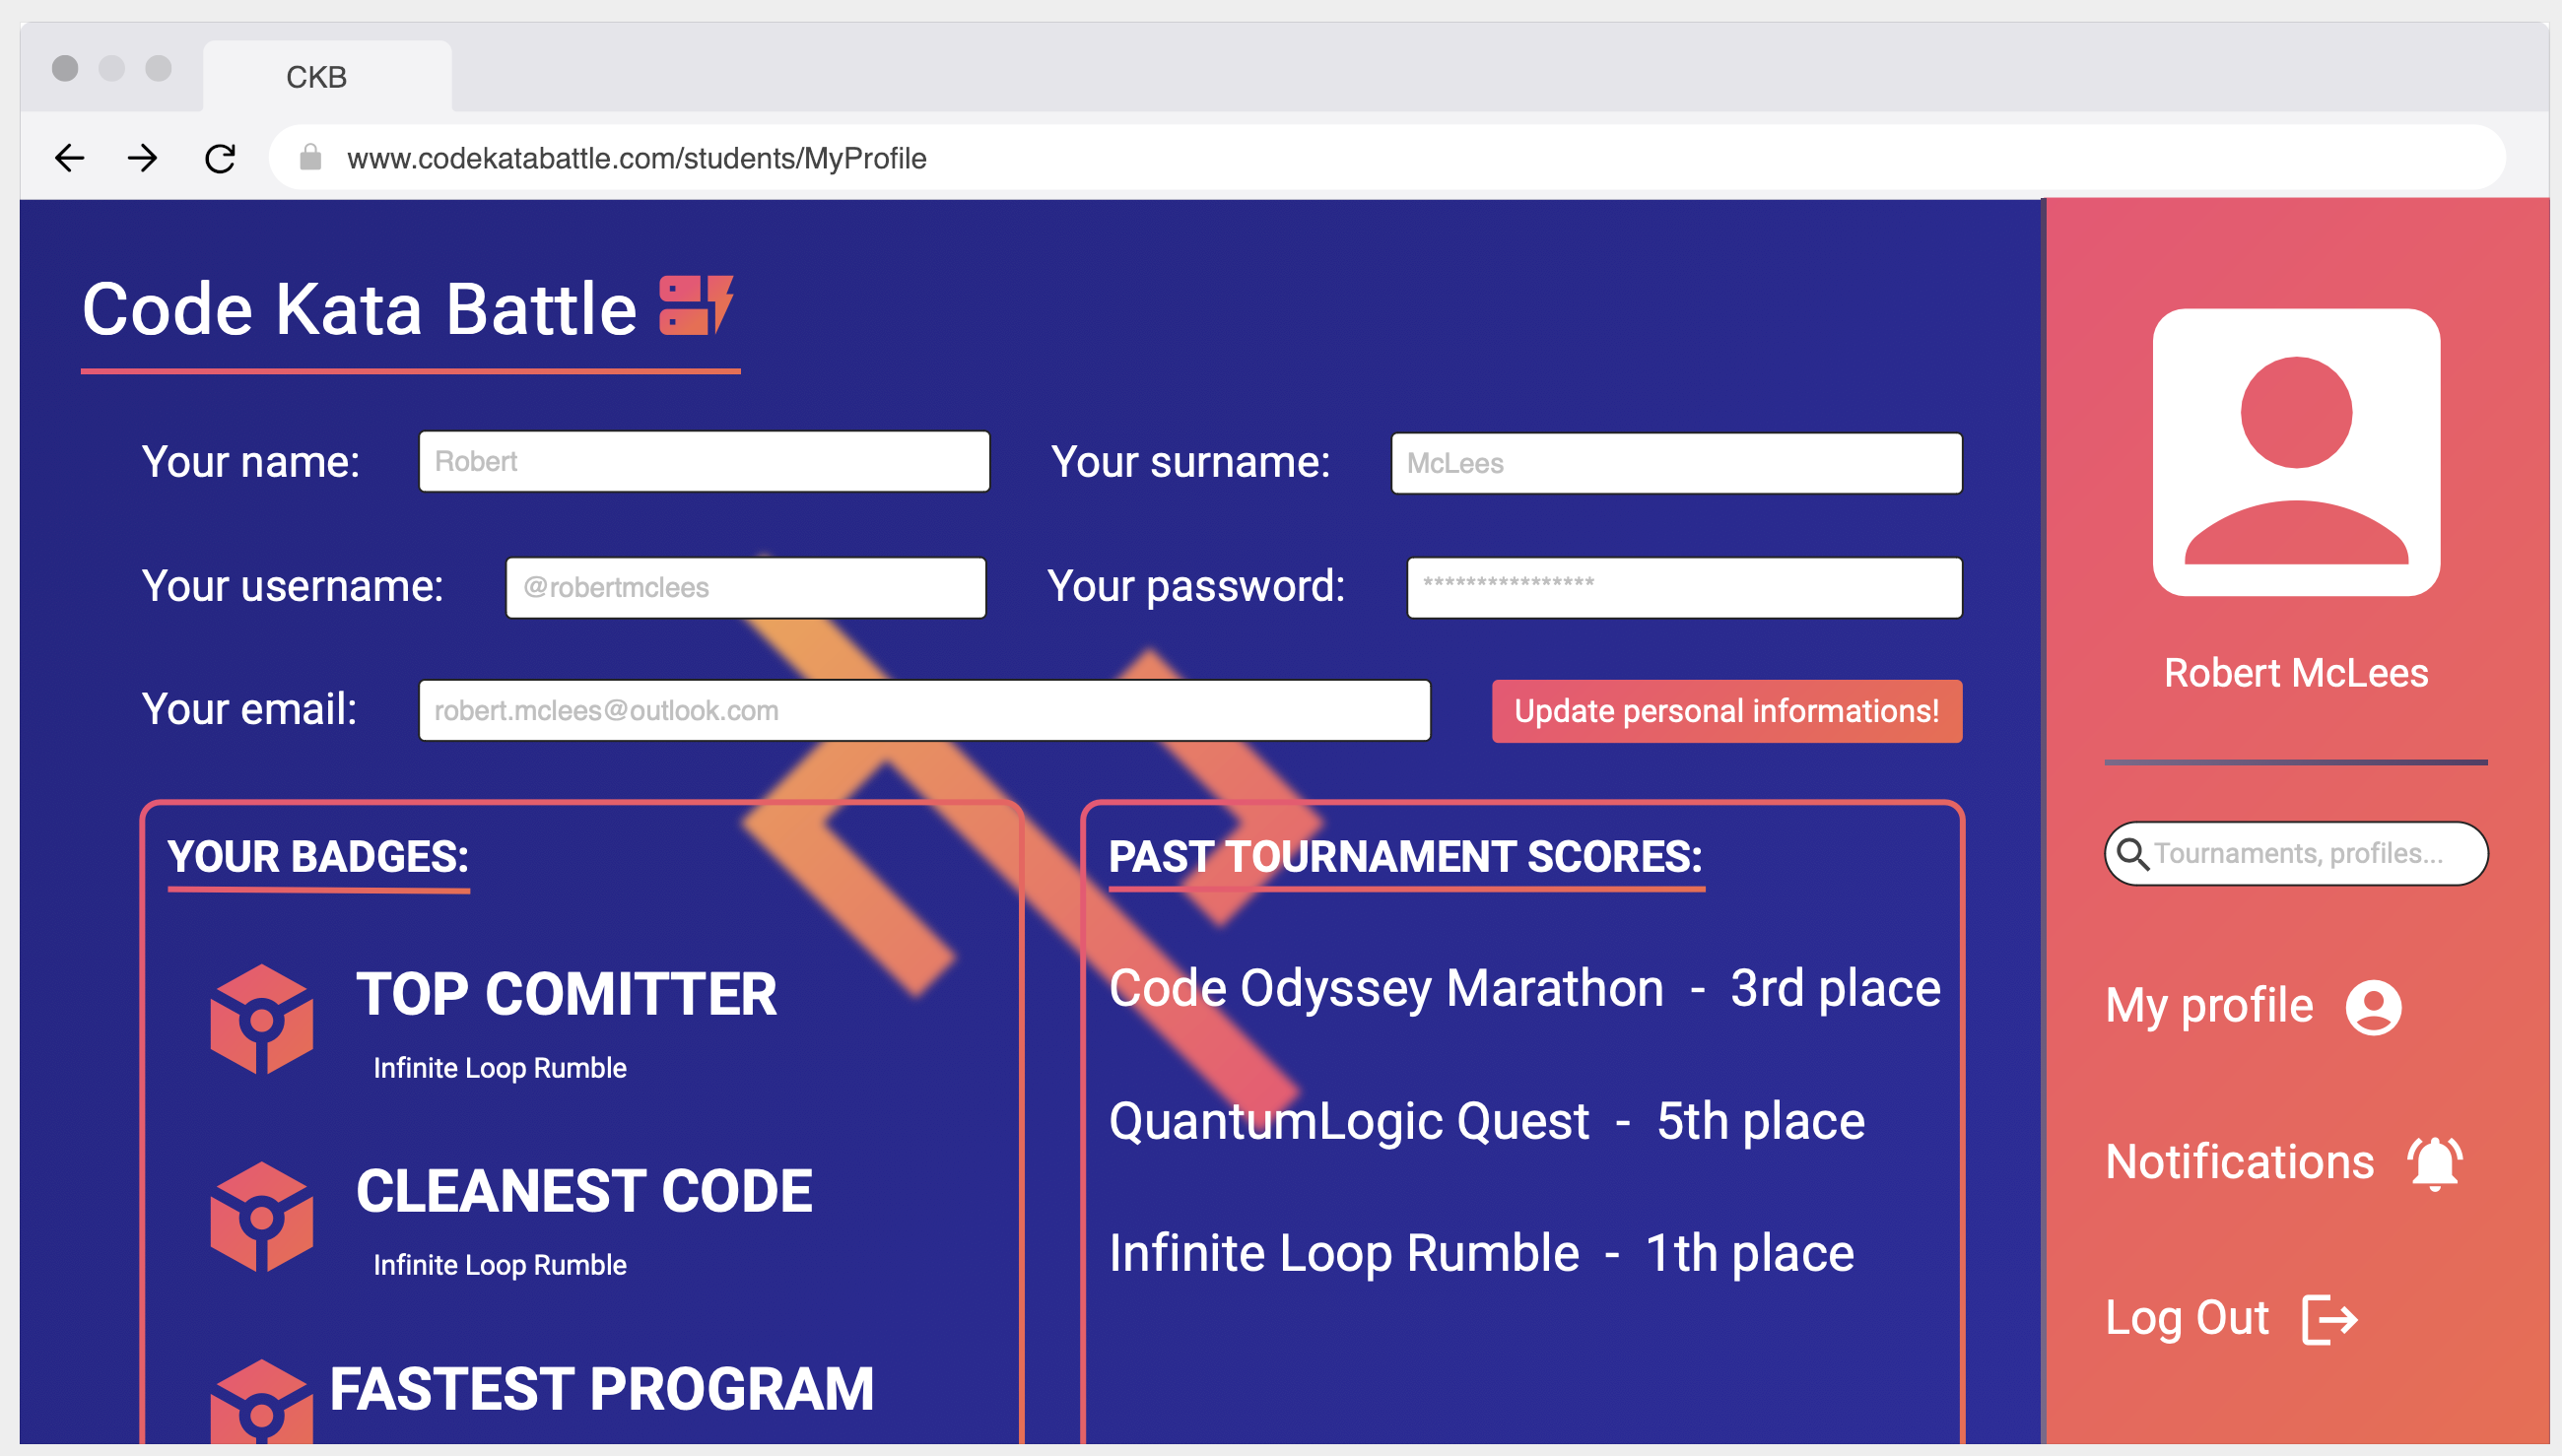 CKB
www.codekatabattle.com/students/MyProfile
Code Kata Battle
Your name: Robert Your surname: McLees
Your username: @robertmclees Your password: ****************
Your email: robert.mclees@outlook.com Update personal informations!
YOUR BADGES:
TOP COMITTER
Infinite Loop Rumble
CLEANEST CODE
Infinite Loop Rumble
FASTEST PROGRAM
PAST TOURNAMENT SCORES:
Code Odyssey Marathon - 3rd place
QuantumLogic Quest - 5th place
Infinite Loop Rumble - 1th place
Robert McLees
Tournaments, profiles...
My profile
Notifications
Log Out